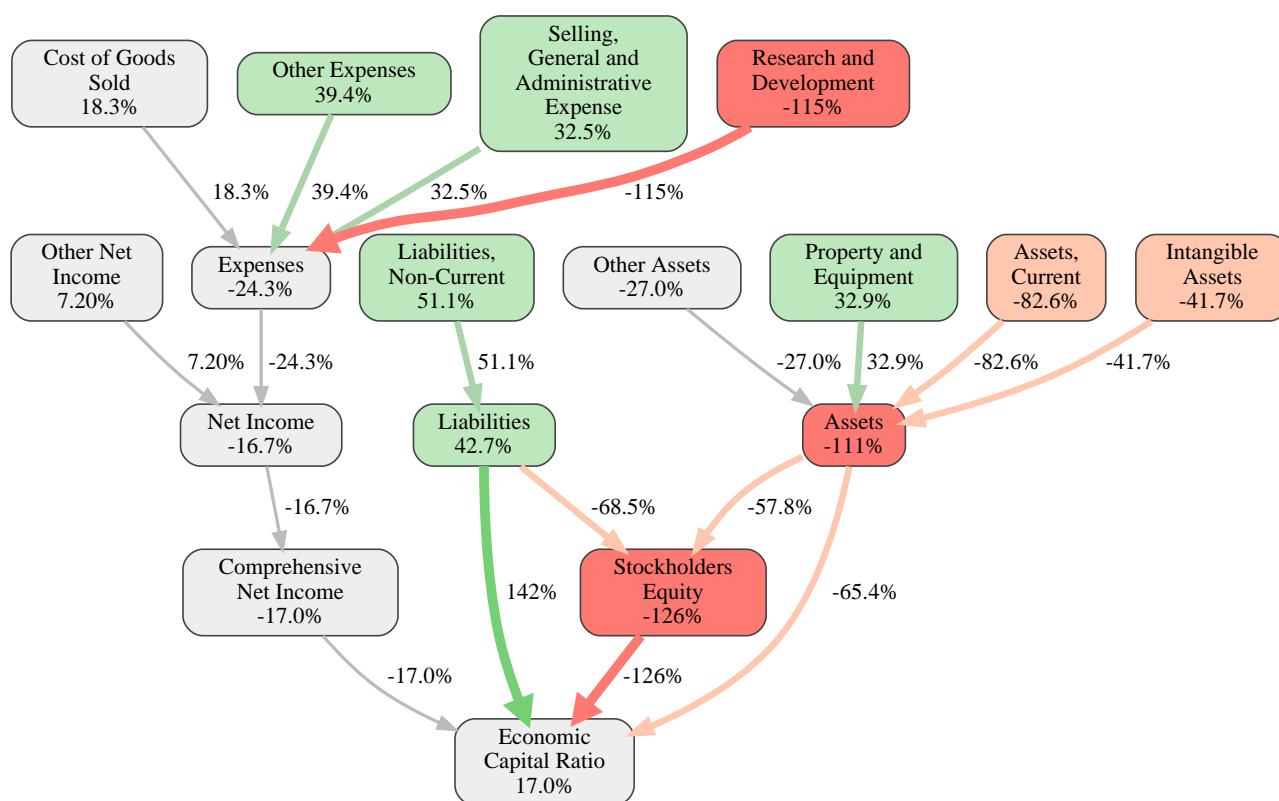 Cost of Goods
Sold
18.3%
Other Expenses
39.4%
Selling,
General and
Administrative
Expense
32.5%
Research and
Development
-115%
18.3%
39.4%
32.5%
-115%
Other Net
Income
7.20%
Expenses
-24.3%
Liabilities,
Non-Current
51.1%
Other Assets
-27.0%
Property and
Equipment
32.9%
Assets,
Current
-82.6%
Intangible
Assets
-41.7%
7.20%
-24.3%
51.1%
-27.0%
32.9%
-82.6%
-41.7%
Net Income
-16.7%
Liabilities
42.7%
Assets
-111%
-16.7%
-68.5%
-57.8%
Comprehensive
Net Income
-17.0%
142%
Stockholders
Equity
-126%
-65.4%
-17.0%
-126%
Economic
Capital Ratio
17.0%